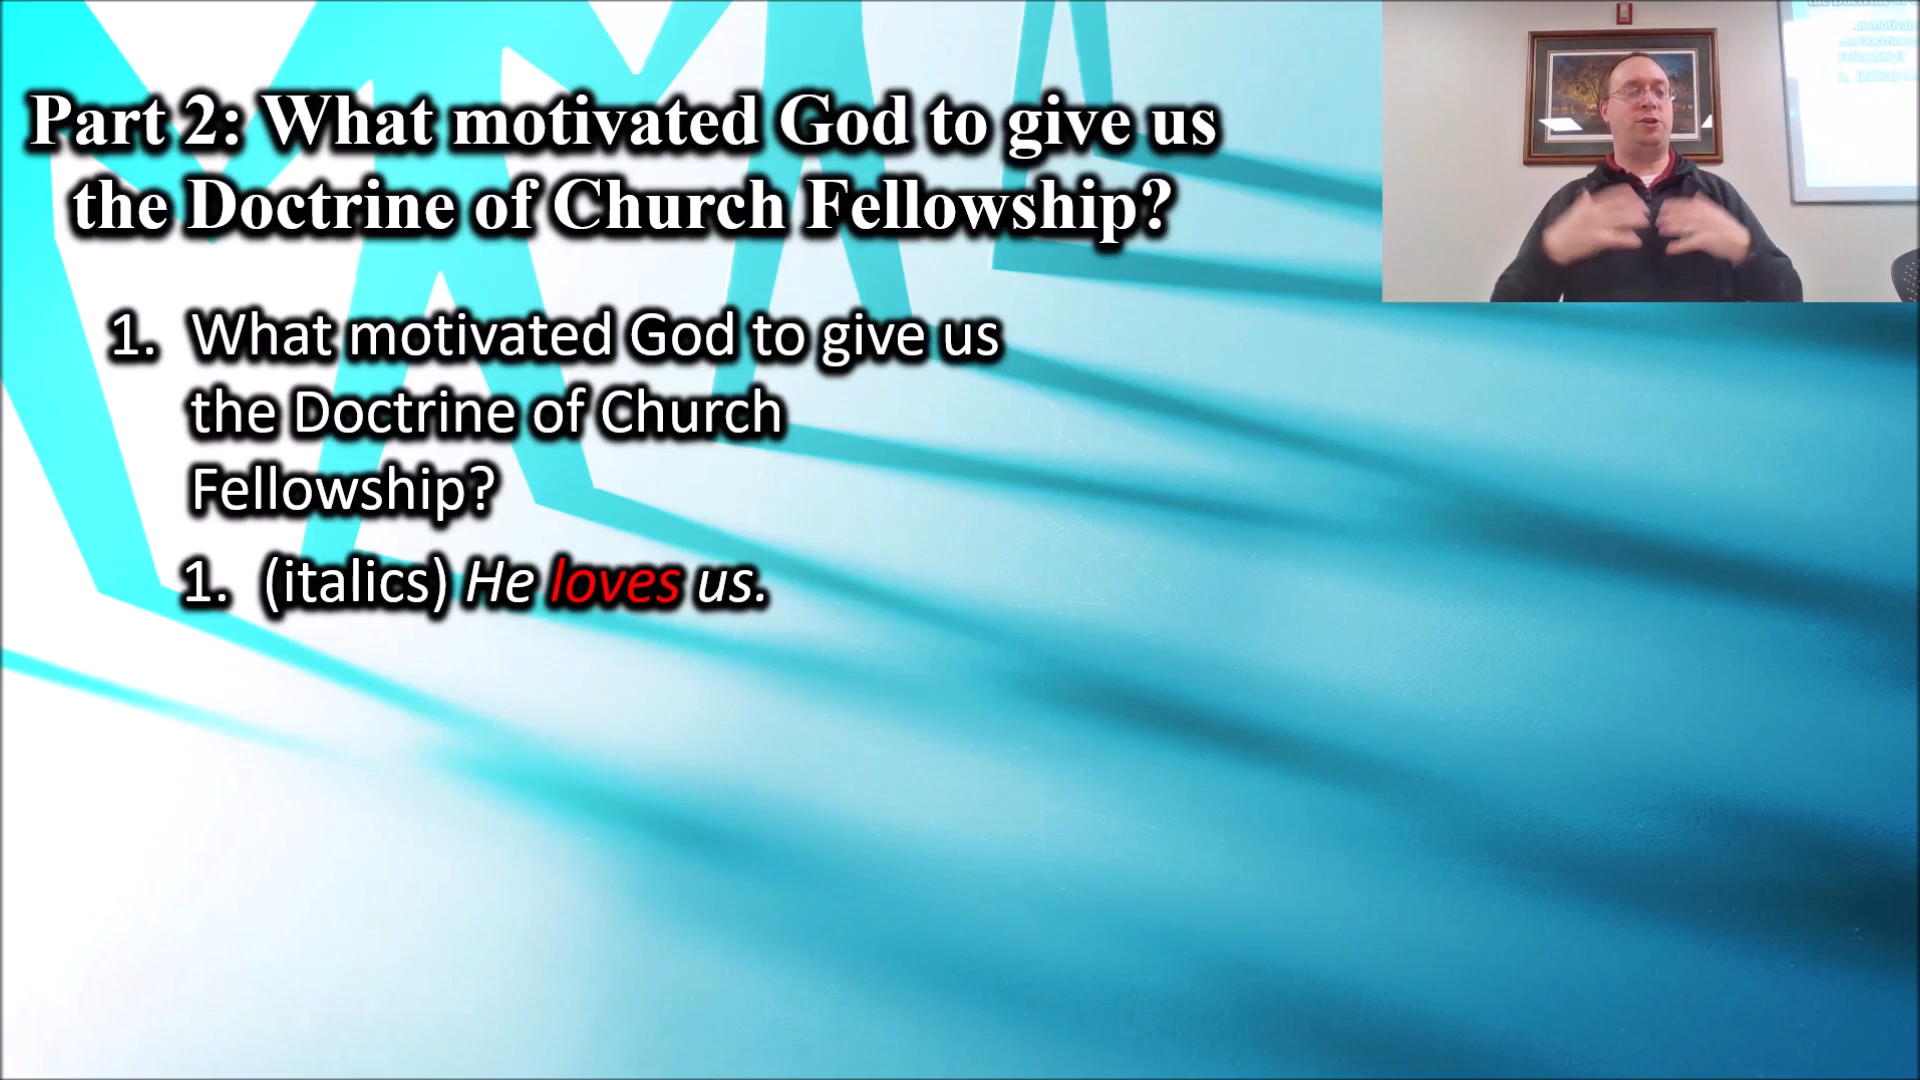 Part 2: What motivated God to give us
the Doctrine of Church Fellowship?
1. What motivated God to give us
the Doctrine of Church
Fellowship?
1. (italics) He loves us.